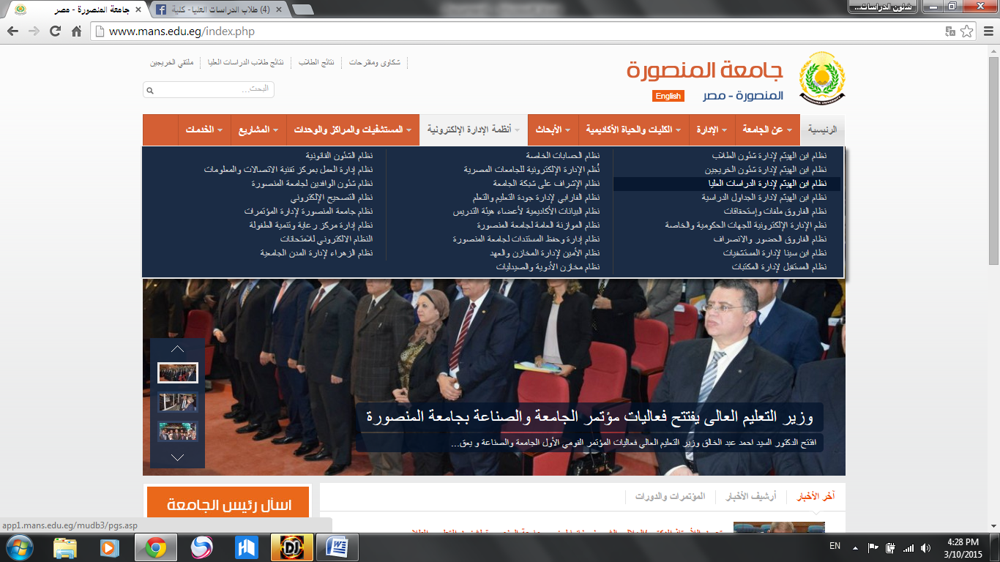 جامعة المنصورة - مصر
(4) طلاب الدراسات العليا- كلية
شئون الدراسات...
www.mans.edu.eg/index.php
شكاوى ومقترحات
نتائج الطلاب
نتائج طلاب الدراسات العليا
ملتقي الخريجين
البحث...
جامعة المنصورة
المنصورة - مصر
English
الرئيسية
عن الجامعة
الإدارة
الكليات والحياة الأكاديمية
الأبحاث
أنظمة الإدارة الإلكترونية
المستشفيات والمراكز والوحدات
المشاريع
الخدمات
نظام ابن الهيثم لإدارة شئون الطلاب
نظام ابن الهيثم لإدارة شئون الخريجين
نظام ابن الهيثم لإدارة الدراسات العليا
نظام ابن الهيثم لادارة الجداول الدراسية
نظام الفاروق ملفات وإستحقاقات
نظم الإدارة الإلكترونية للجهات الحكومية والخاصة
نظام الفاروق الحضور والانصراف
نظام ابن سينا لإدارة المستشفيات
نظام المستقبل لإدارة المكتبات
نظام الحسابات الخاصة
نُظم الإدارة الإلكترونية للجامعات المصرية
نظام الإشراف على شبكة الجامعة
نظام الفارابي لإدارة جودة التعليم والتعلم
نظام البيانات الأكاديمية لأعضاء هيئة التدريس
نظام الموازنة العامة لجامعة المنصورة
نظام إدارة وحفظ المستندات لجامعة المنصورة
نظام الأمين لإدارة المخازن والعهد
نظام مخازن الأدوية والصيدليات
نظام الشئون القانونية
نظام إدارة العمل بمركز تقنية الاتصالات والمعلومات
نظام شئون الوافدين لجامعة المنصورة
نظام التصحيح الإلكتروني
نظام جامعة المنصورة لإدارة المؤتمرات
نظام إدارة مركز رعاية وتنمية الطفولة
النظام الالكتروني للامتحانات
نظام الزهراء لإدارة المدن الجامعية
وزير التعليم العالى يفتتح فعاليات مؤتمر الجامعة والصناعة بجامعة المنصورة
افتتح الدكتور السيد احمد عبد الخالق وزير التعليم العالي فعاليات المؤتمر القومي الأول الجامعة والصناعة و يعق...
آخر الأخبار
أرشيف الأخبار
المؤتمرات والدورات
اسأل رئيس الجامعة
app1.mans.edu.eg/mudb3/pgs.asp
EN
4:28 PM
3/10/2015